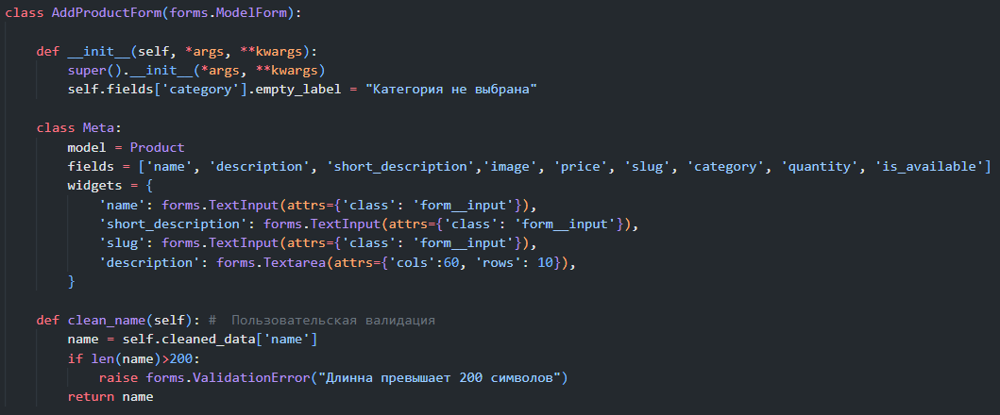 class AddProductForm(forms.ModelForm):
def __init__(self, *args, **kwargs):
super().__init__(*args, **kwargs)
self.fields['category'].empty_label = "Категория не выбрана"
class Meta:
model = Product
fields = ['name', 'description', 'short_description','image', 'price', 'slug', 'category', 'quantity', 'is_available']
widgets = {
'name': forms.TextInput(attrs={'class': 'form__input'}),
'short_description': forms.TextInput(attrs={'class': 'form__input'}),
'slug': forms.TextInput(attrs={'class': 'form__input'}),
'description': forms.Textarea(attrs={'cols':60, 'rows': 10}),
}
def clean_name(self): #  Пользовательская валидация
name = self.cleaned_data['name']
if len(name)>200:
raise forms.ValidationError("Длинна превышает 200 символов")
return name